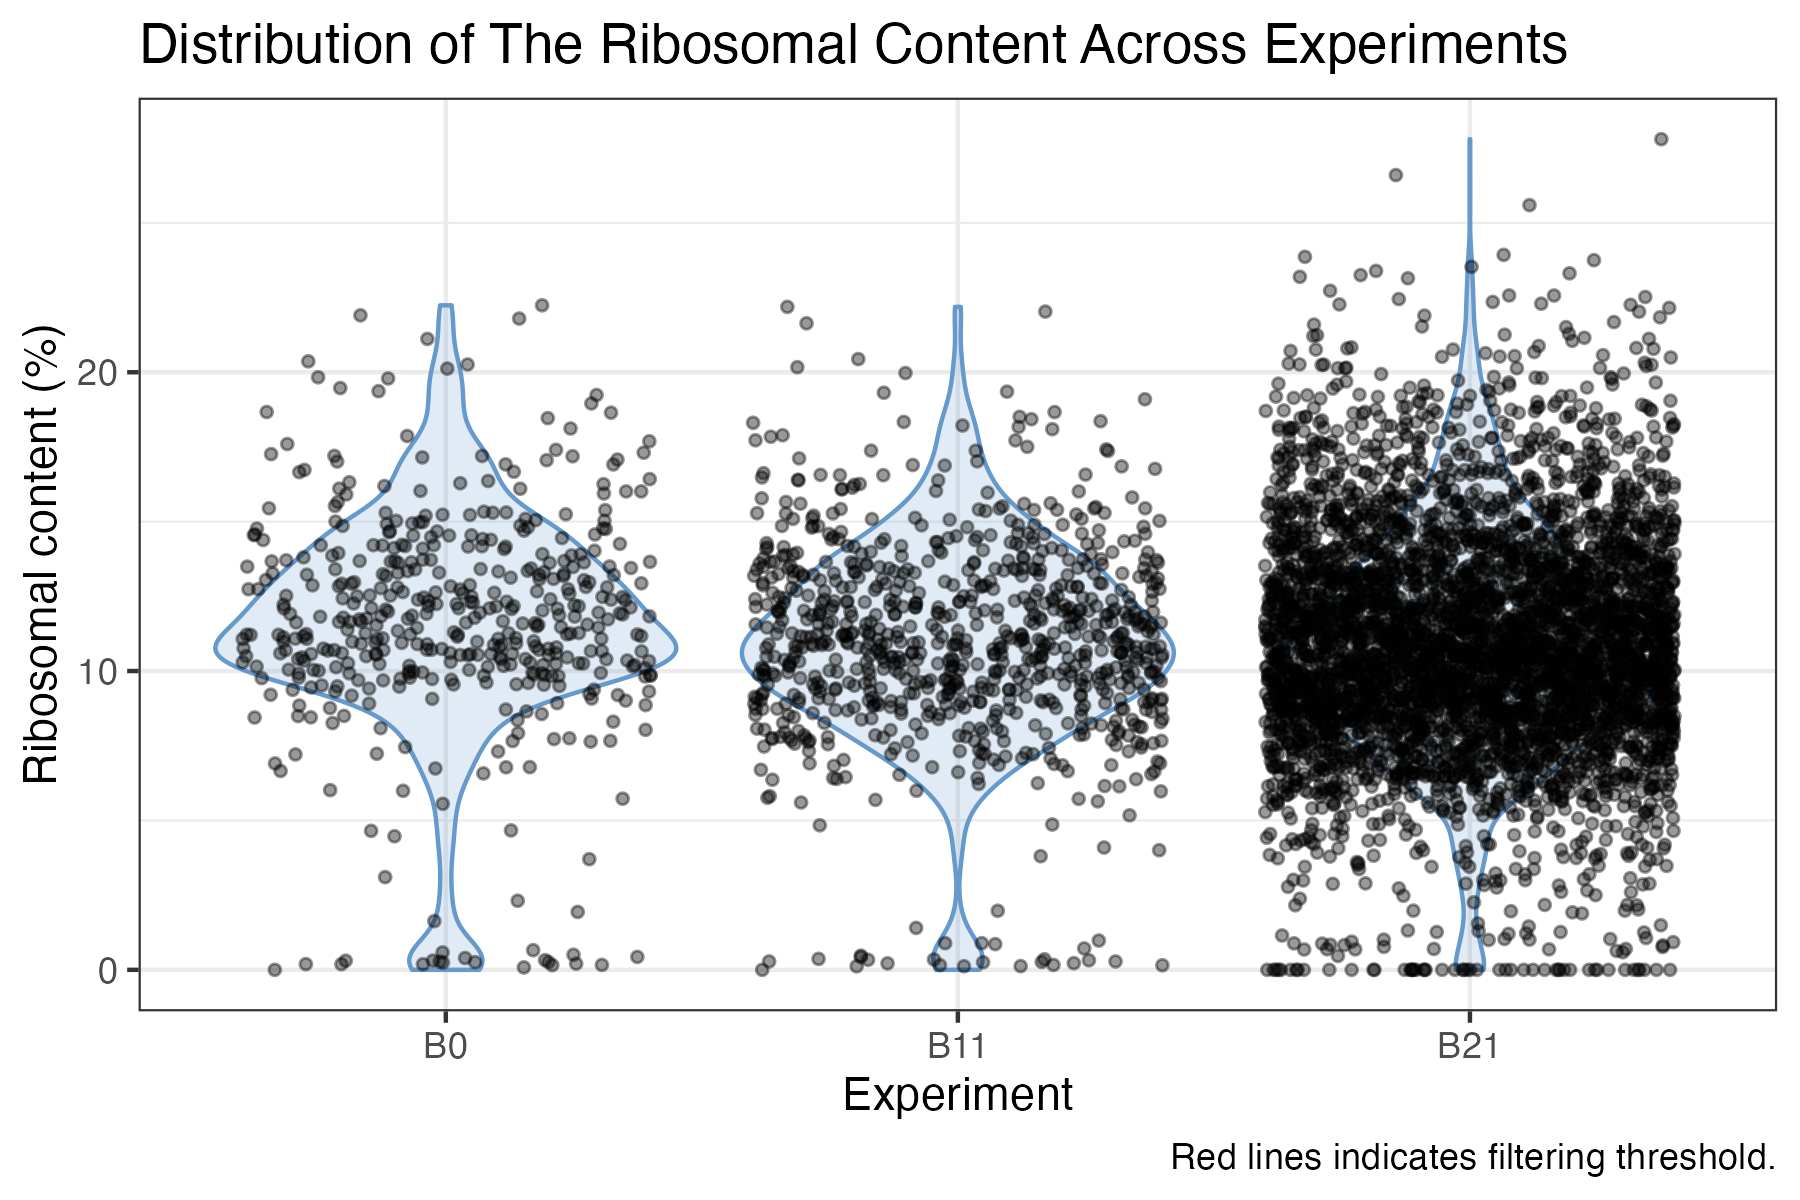 Distribution of The Ribosomal Content Across Experiments
Ribosomal content (%)
20
10
0
B0 B11 B21
Experiment
Red lines indicates filtering threshold.